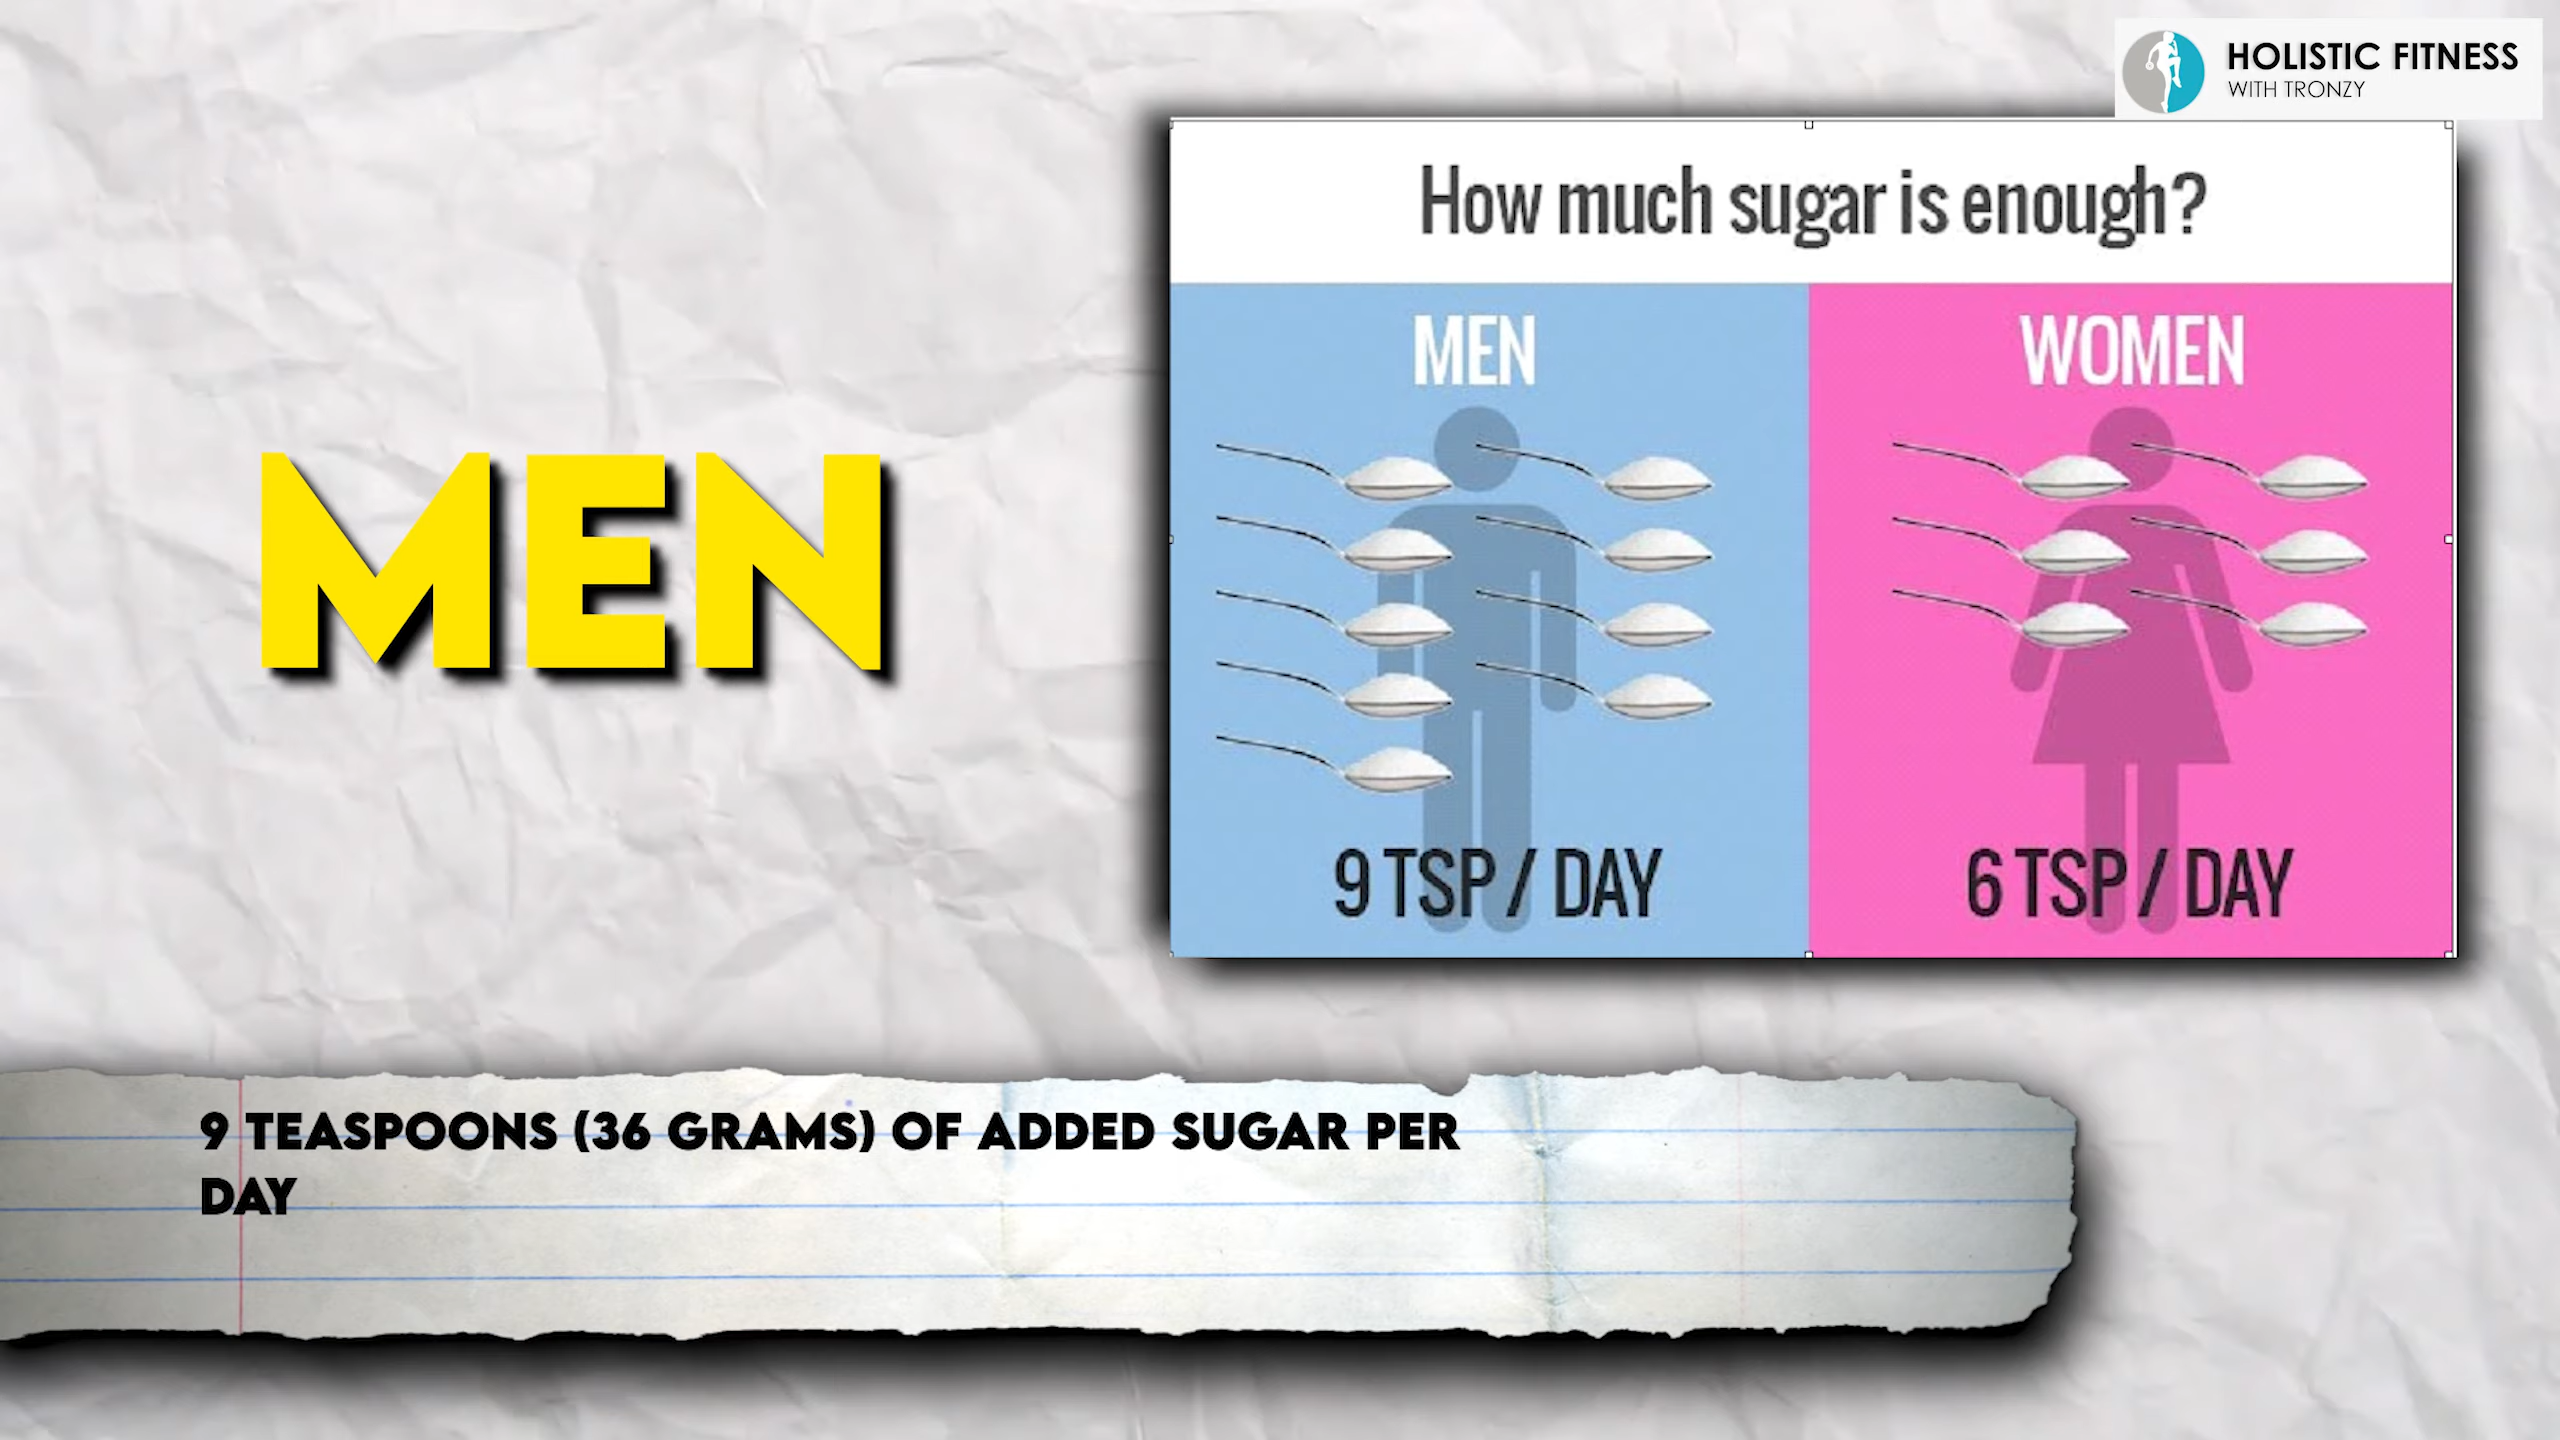 HOLISTIC FITNESS
WITH TRONZY
How much sugar is enough?
MEN
WOMEN
9 TSP / DAY
6 TSP / DAY
MEN
9 TEASPOONS (36 GRAMS) OF ADDED SUGAR PER
DAY